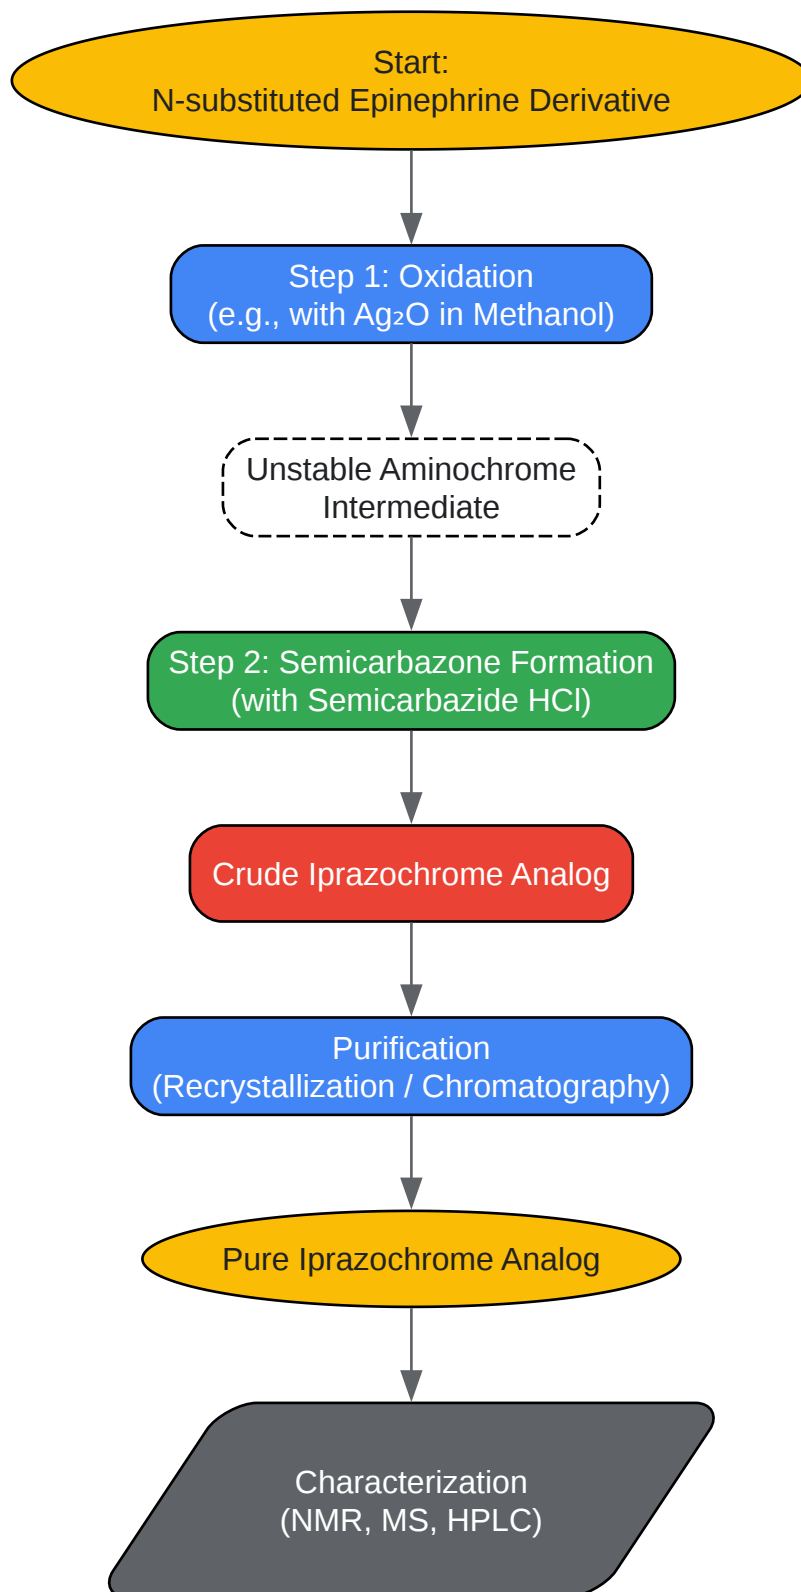 Start:
N-substituted Epinephrine Derivative
Step 1: Oxidation
(e.g., with Ag₂O in Methanol)
Unstable Aminochrome
Intermediate
Step 2: Semicarbazone Formation
(with Semicarbazide HCl)
Crude Iprazochrome Analog
Purification
(Recrystallization / Chromatography)
Pure Iprazochrome Analog
Characterization
(NMR, MS, HPLC)